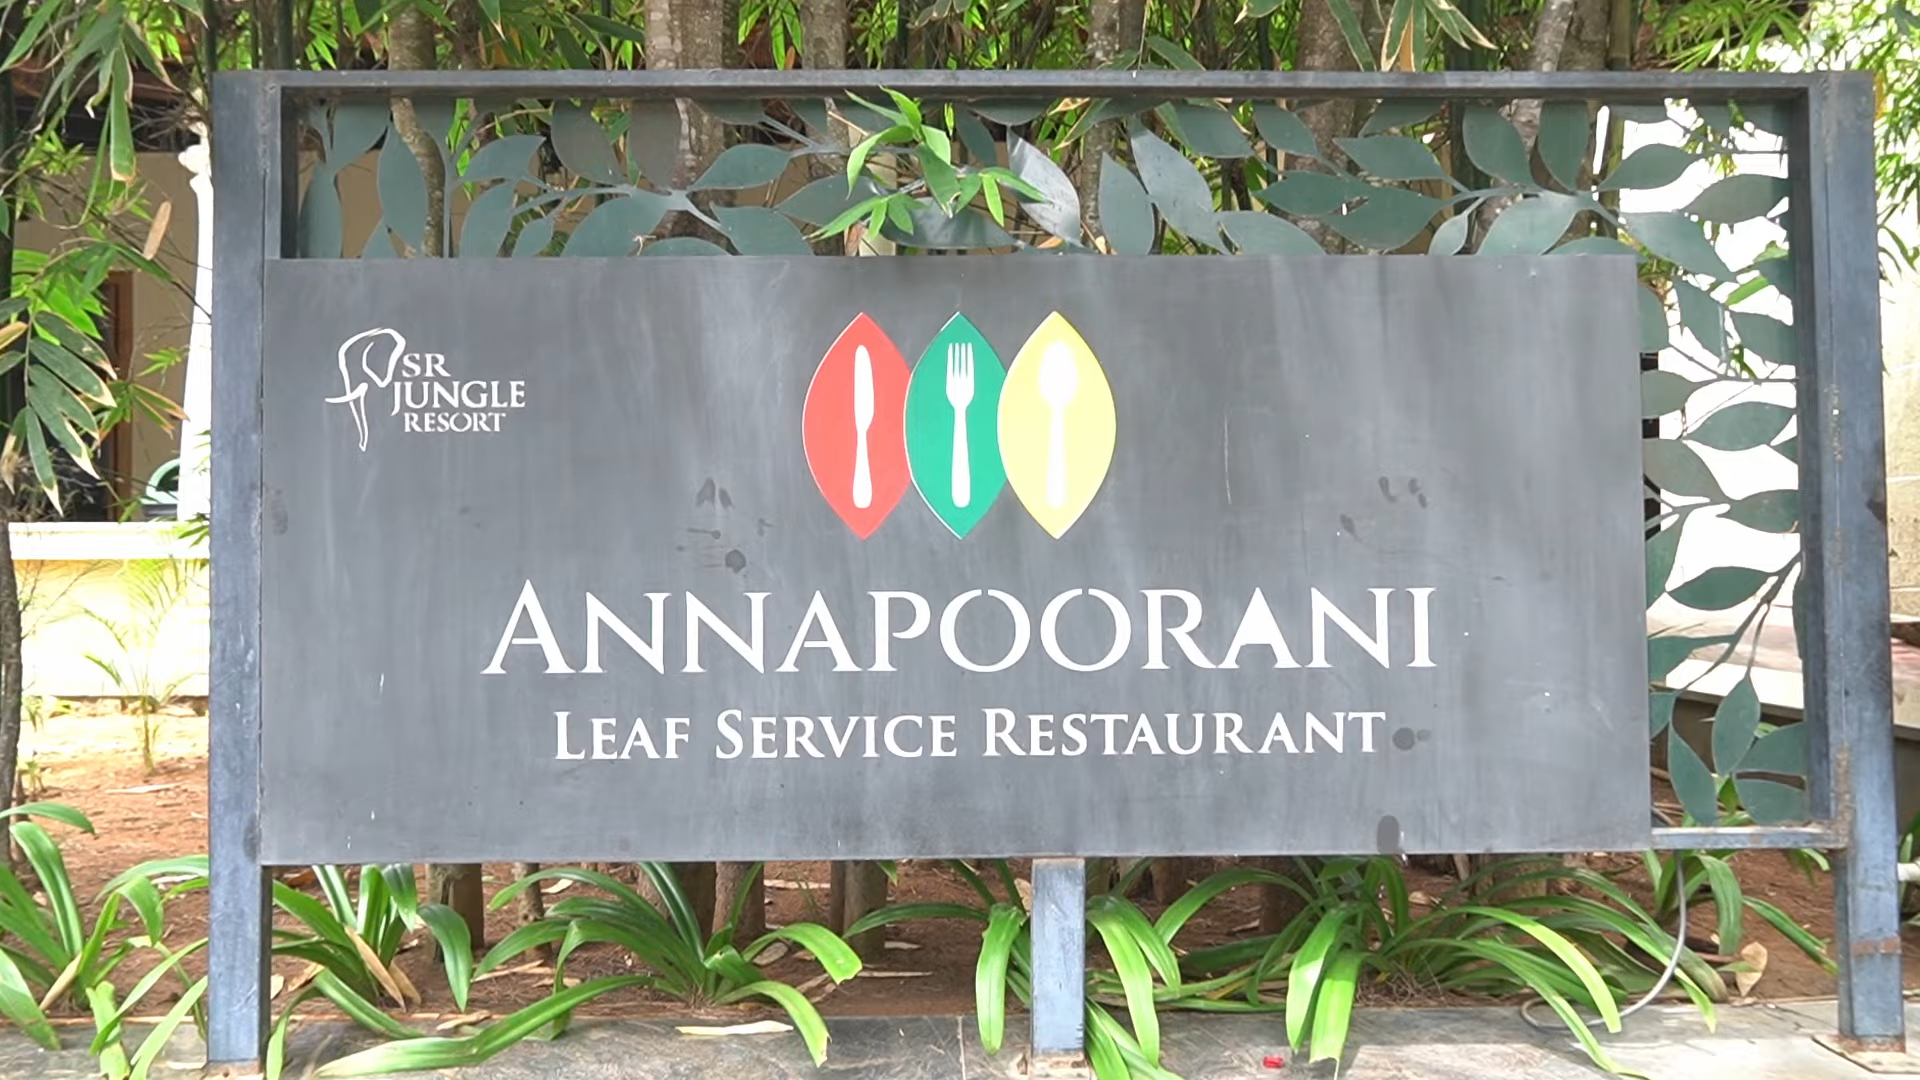 SR
JUNGLE
RESORT
ANNAPOORANI
LEAF SERVICE RESTAURANT